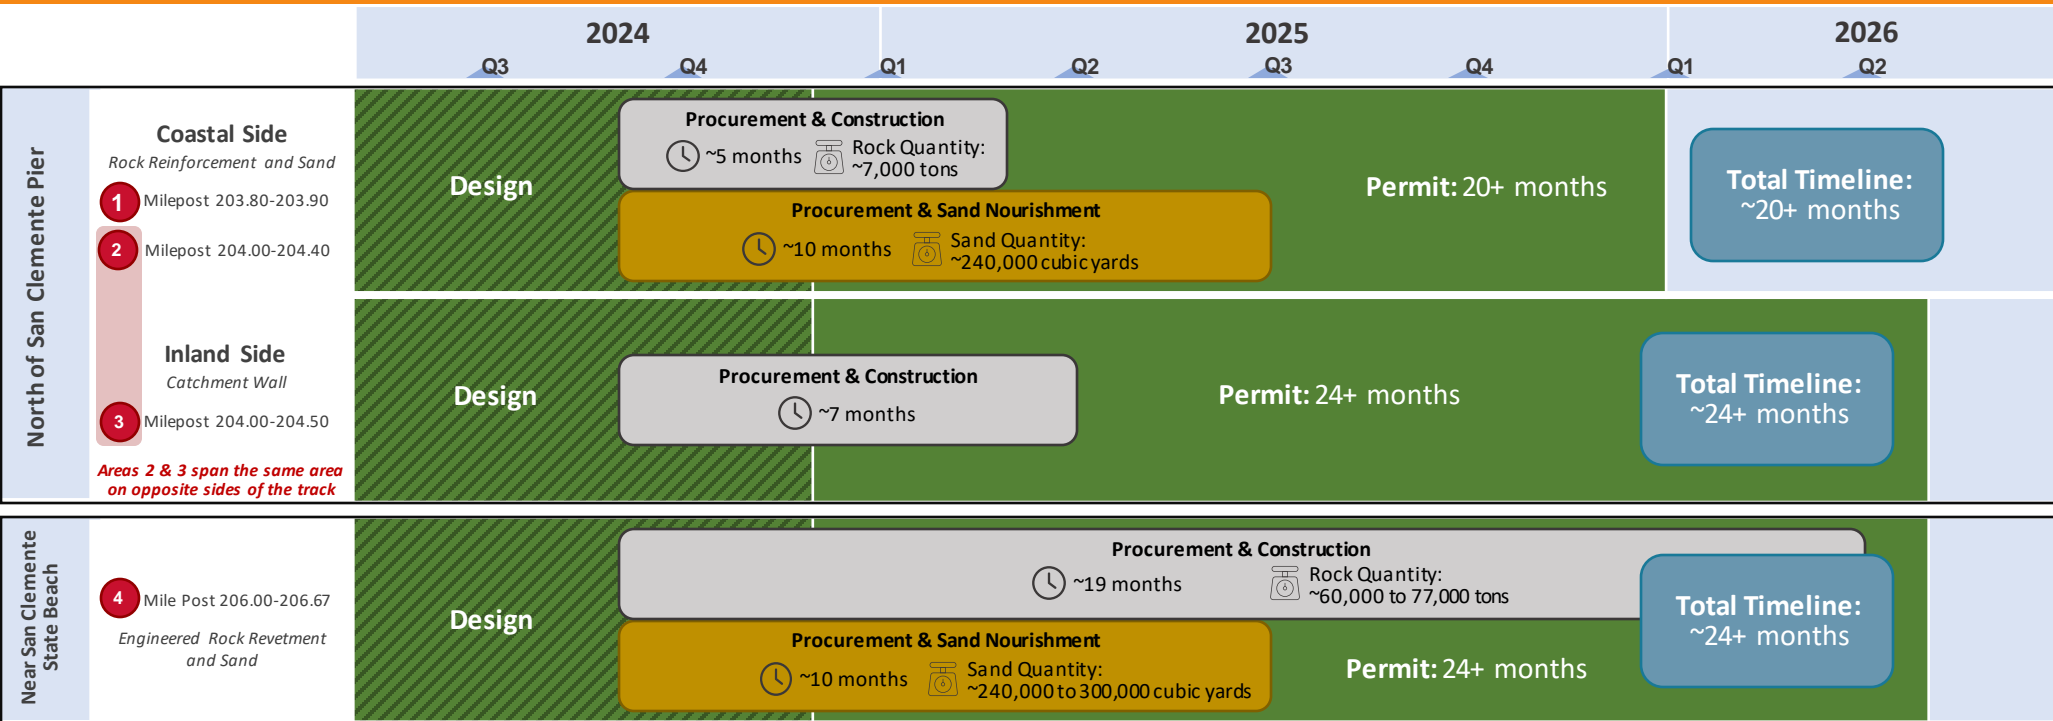 2024
2025
2026
Q3
Q4
Q1
Q2
Q3
Q4
Q1
Q2
North of San Clemente Pier
Coastal Side
Rock Reinforcement and Sand
1
Milepost 203.80-203.90
2
Milepost 204.00-204.40
Inland Side
Catchment Wall
3
Milepost 204.00-204.50
Areas 2 & 3 span the same area
on opposite sides of the track
Design
Procurement & Construction
~5 months
Rock Quantity:
~7,000 tons
Procurement & Sand Nourishment
~10 months
Sand Quantity:
~240,000 cubic yards
Permit: 20+ months
Total Timeline:
~20+ months
Design
Procurement & Construction
~7 months
Permit: 24+ months
Total Timeline:
~24+ months
Near San Clemente
State Beach
4
Mile Post 206.00-206.67
Engineered Rock Revetment
and Sand
Design
Procurement & Construction
~19 months
Rock Quantity:
~60,000 to 77,000 tons
Procurement & Sand Nourishment
~10 months
Sand Quantity:
~240,000 to 300,000 cubic yards
Permit: 24+ months
Total Timeline:
~24+ months